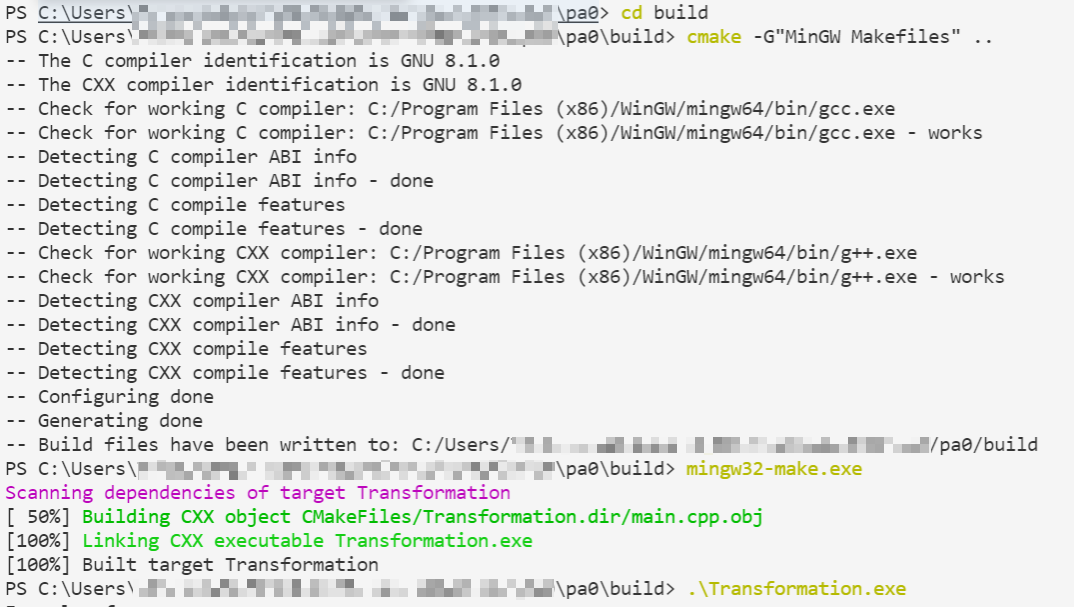 PS C:\Users\ \pa0> cd build
PS C:\Users\ \pa0\build> cmake -G"MinGW Makefiles" ..
-- The C compiler identification is GNU 8.1.0
-- The CXX compiler identification is GNU 8.1.0
-- Check for working C compiler: C:/Program Files (x86)/WinGW/mingw64/bin/gcc.exe
-- Check for working C compiler: C:/Program Files (x86)/WinGW/mingw64/bin/gcc.exe - works
-- Detecting C compiler ABI info
-- Detecting C compiler ABI info - done
-- Detecting C compile features
-- Detecting C compile features - done
-- Check for working CXX compiler: C:/Program Files (x86)/WinGW/mingw64/bin/g++.exe
-- Check for working CXX compiler: C:/Program Files (x86)/WinGW/mingw64/bin/g++.exe - works
-- Detecting CXX compiler ABI info
-- Detecting CXX compiler ABI info - done
-- Detecting CXX compile features
-- Detecting CXX compile features - done
-- Configuring done
-- Generating done
-- Build files have been written to: C:/Users/ /pa0/build
PS C:\Users\ \pa0\build> mingw32-make.exe
Scanning dependencies of target Transformation
[ 50%] Building CXX object CMakeFiles/Transformation.dir/main.cpp.obj
[100%] Linking CXX executable Transformation.exe
[100%] Built target Transformation
PS C:\Users\ \pa0\build> .\Transformation.exe